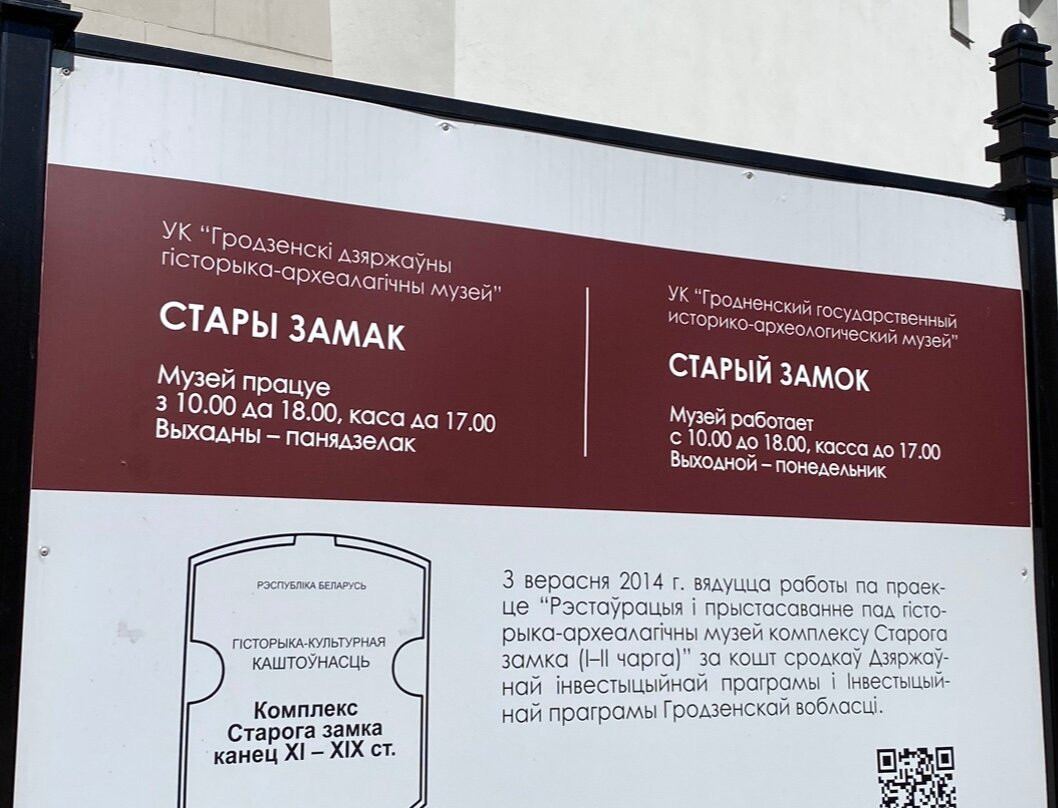 УК “Гродзенскі дзяржаўны
гісторыка-археалагічны музей”
СТАРЫ ЗАМАК
Музей працуе
з 10.00 да 18.00, каса да 17.00
Выхадны – панядзелак
УК “Гродненский государственный
историко-археологический музей”
СТАРЫЙ ЗАМОК
Музей работает
с 10.00 до 18.00, касса до 17.00
Выходной – понедельник
РЭСПУБЛІКА БЕЛАРУСЬ
ГІСТОРЫКА-КУЛЬТУРНАЯ
КАШТОЎНАСЦЬ
Комплекс
Старога замка
канец XI – XIX ст.
З верасня 2014 г. вядуцца работы па праек-
це “Рэстаўрацыя і прыстасаванне пад гісто-
рыка-археалагічны музей комплексу Старога
замка (I–II чарга)” за кошт сродкаў Дзяржаў-
най інвестыцыйнай праграмы і Інвестыцый-
най праграмы Гродзенскай вобласці.